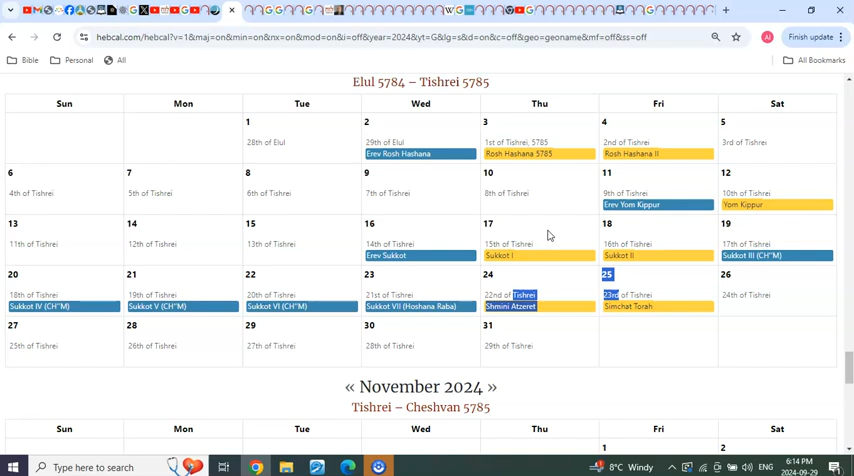 hebcal.com/hebcal?v=1&maj=on&min=on&nx=on&mod=on&i=off&year=2024&yt=G&lg=s&d=on&c=off&geo=geoname&mf=off&ss=off
Finish update
Bible
Personal
All
All Bookmarks
Elul 5784 – Tishrei 5785
Sun Mon Tue Wed Thu Fri Sat
1 2 3 4 5
28th of Elul 29th of Elul 1st of Tishrei, 5785 2nd of Tishrei 3rd of Tishrei
Erev Rosh Hashana Rosh Hashana 5785 Rosh Hashana II
6 7 8 9 10 11 12
4th of Tishrei 5th of Tishrei 6th of Tishrei 7th of Tishrei 8th of Tishrei 9th of Tishrei 10th of Tishrei
Erev Yom Kippur Yom Kippur
13 14 15 16 17 18 19
11th of Tishrei 12th of Tishrei 13th of Tishrei 14th of Tishrei 15th of Tishrei 16th of Tishrei 17th of Tishrei
Erev Sukkot Sukkot I Sukkot II Sukkot III (CH''M)
20 21 22 23 24 25 26
18th of Tishrei 19th of Tishrei 20th of Tishrei 21st of Tishrei 22nd of Tishrei 23rd of Tishrei 24th of Tishrei
Sukkot IV (CH''M) Sukkot V (CH''M) Sukkot VI (CH''M) Sukkot VII (Hoshana Raba) Shmini Atzeret Simchat Torah
27 28 29 30 31
25th of Tishrei 26th of Tishrei 27th of Tishrei 28th of Tishrei 29th of Tishrei
« November 2024 »
Tishrei – Cheshvan 5785
Sun Mon Tue Wed Thu Fri Sat
1 2
Type here to search
8°C Windy
ENG
6:14 PM
2024-09-29